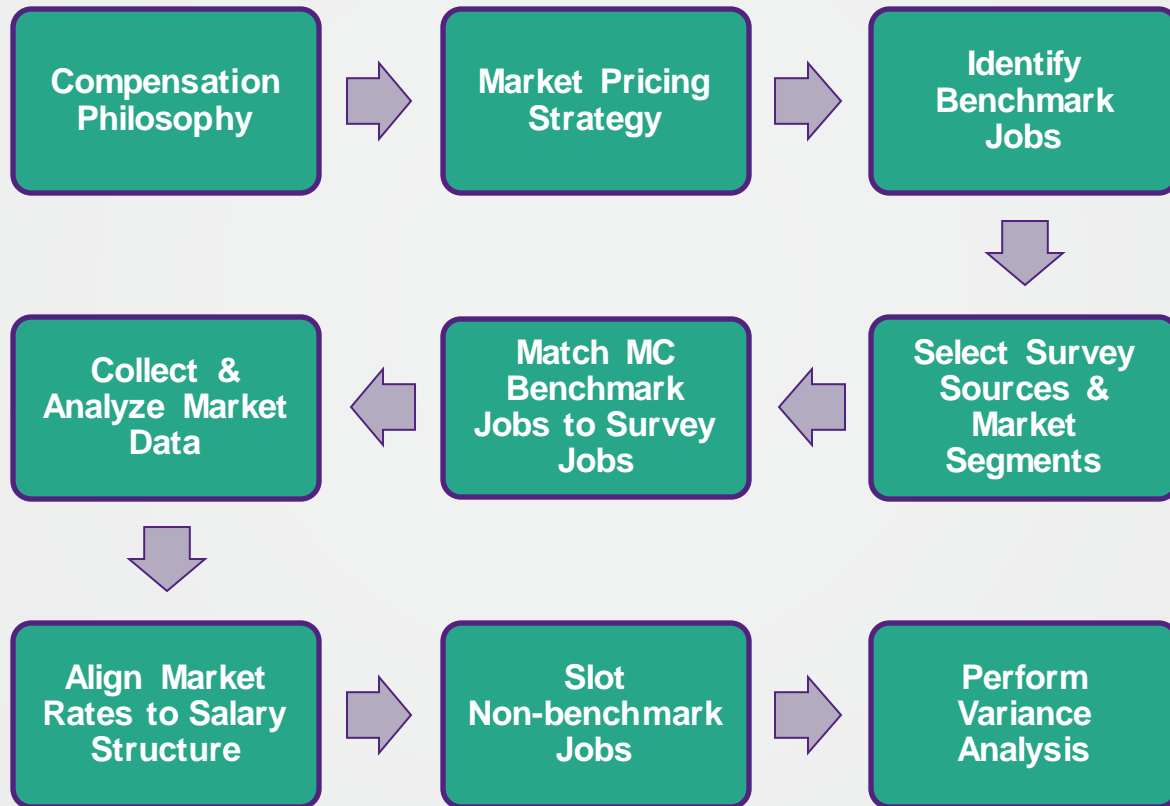 Compensation
Philosophy
Market Pricing
Strategy
Identify
Benchmark
Jobs
Select Survey
Sources &
Market
Segments
Match MC
Benchmark
Jobs to Survey
Jobs
Collect &
Analyze Market
Data
Align Market
Rates to Salary
Structure
Slot
Non-benchmark
Jobs
Perform
Variance
Analysis